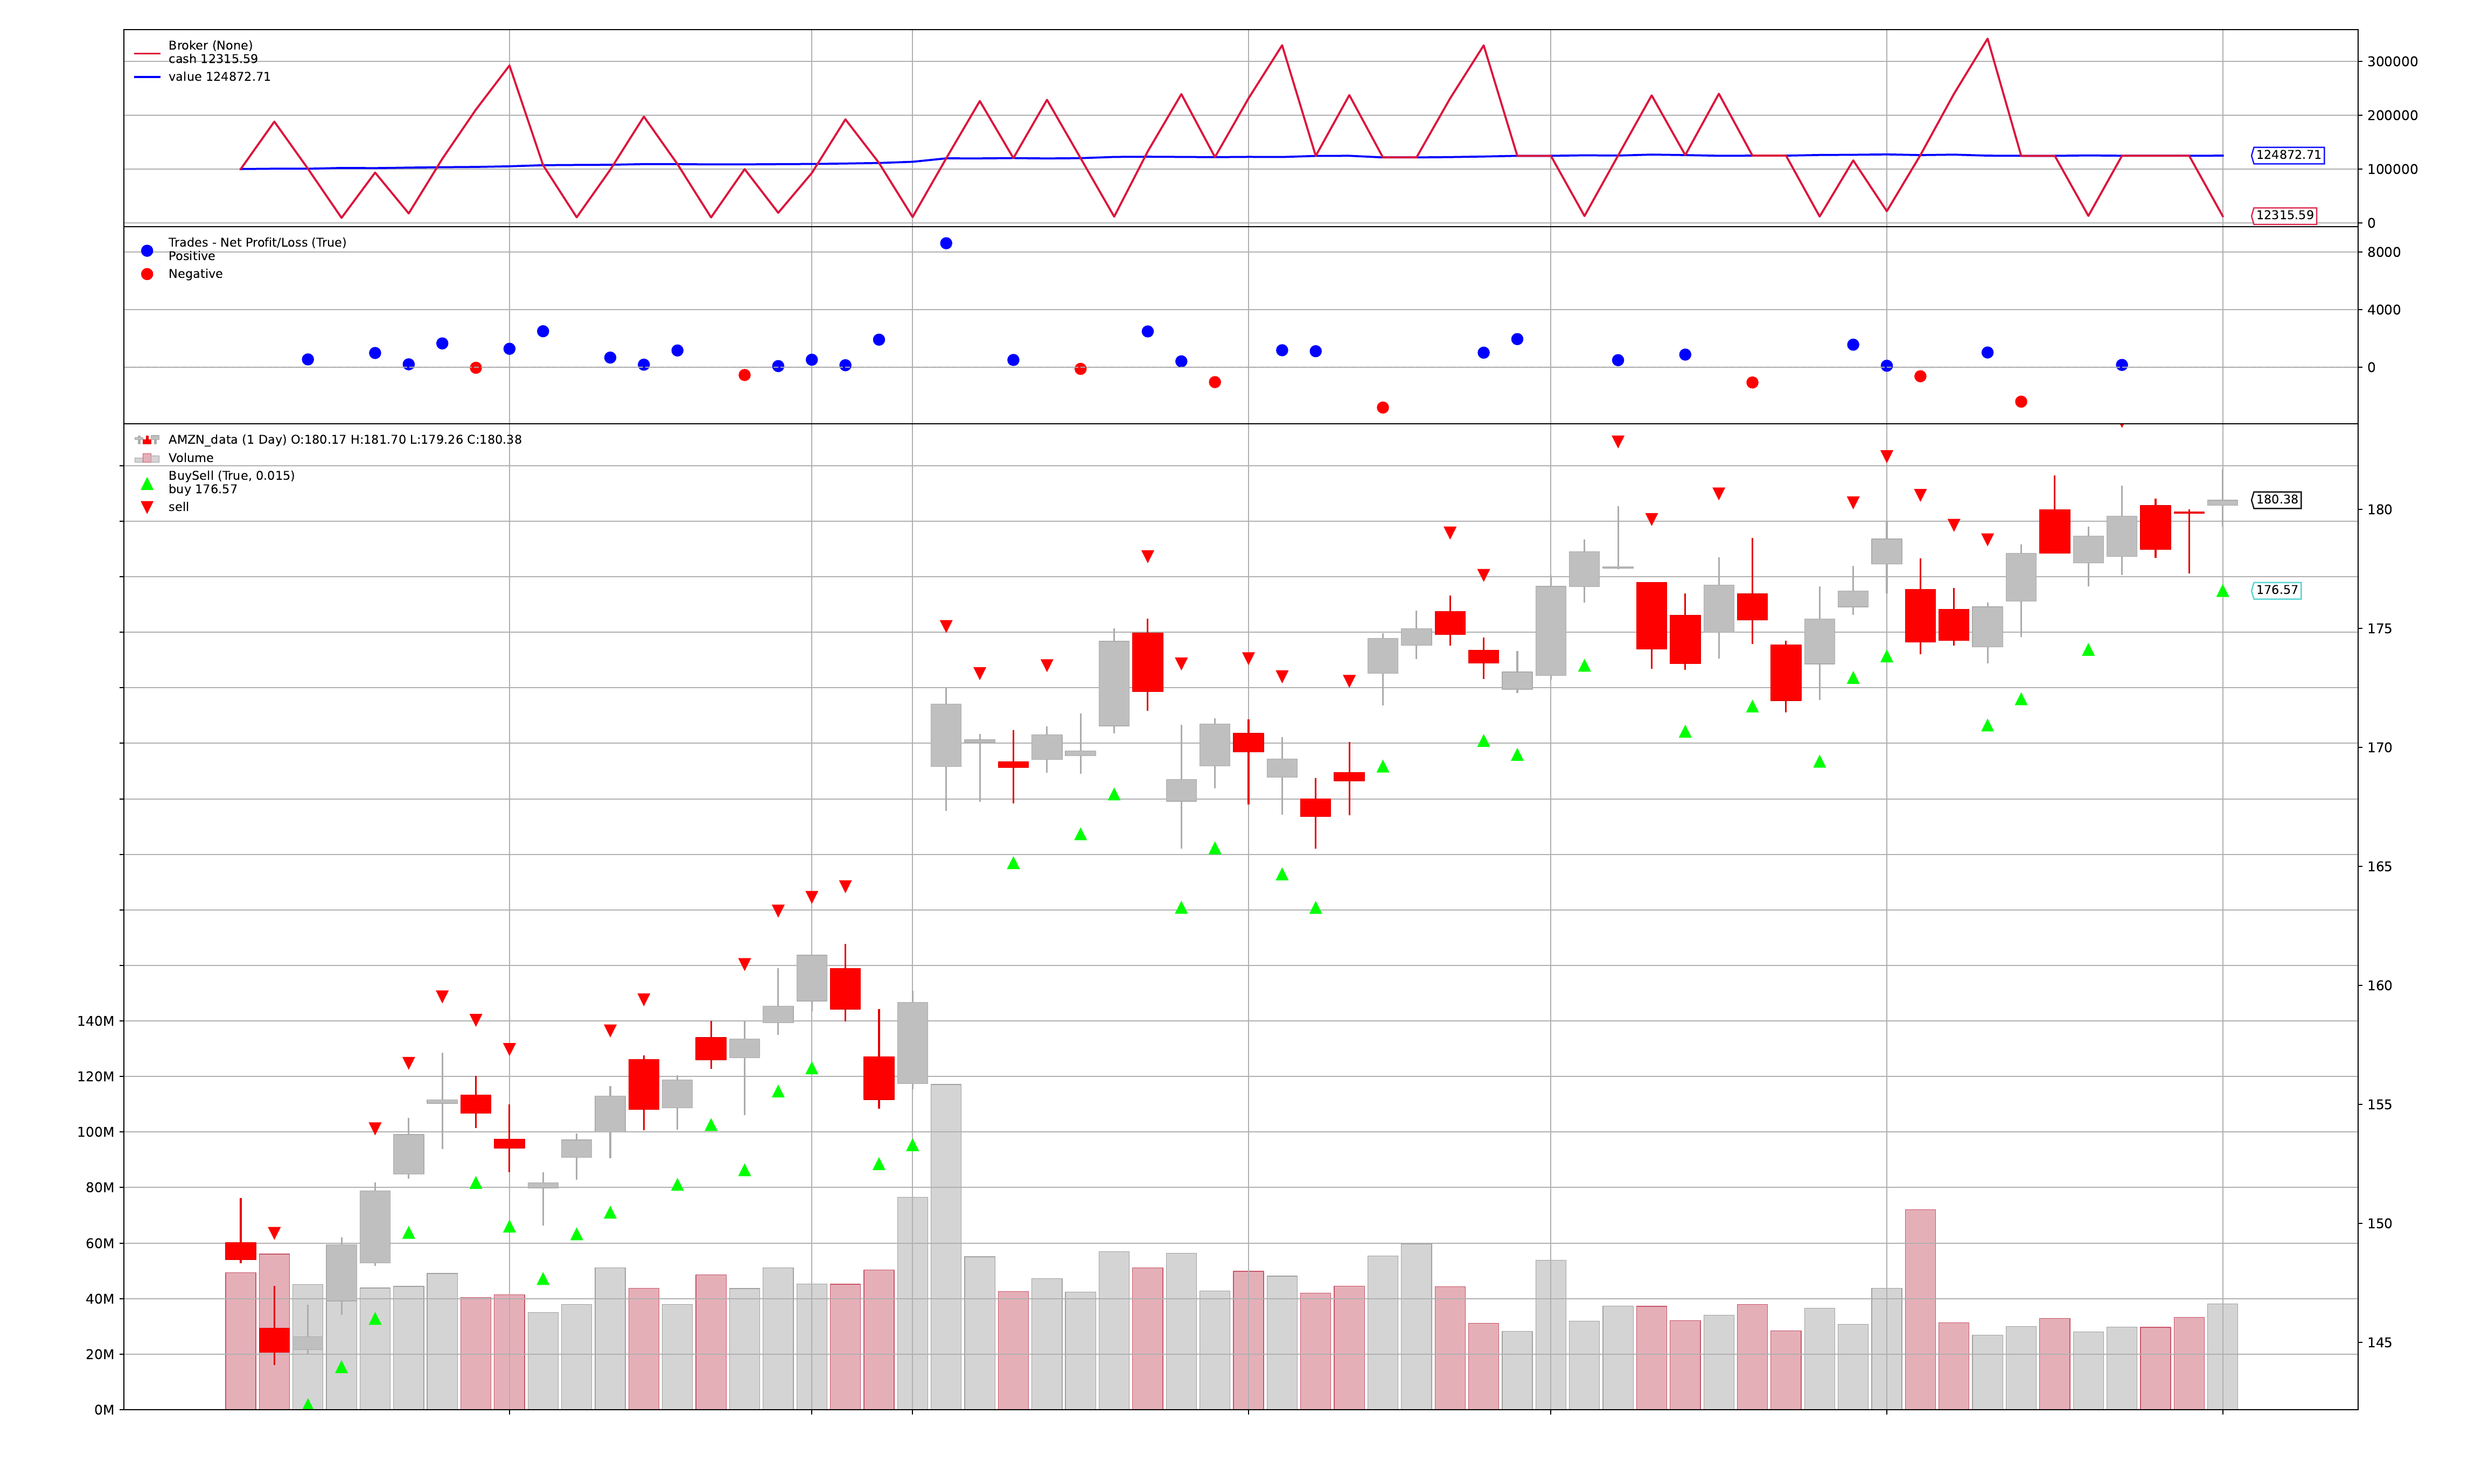 Broker (None)
cash 12315.59
value 124872.71
300000
200000
100000
0
124872.71
12315.59
Trades - Net Profit/Loss (True)
Positive
Negative
8000
4000
0
AMZN_data (1 Day) O:180.17 H:181.70 L:179.26 C:180.38
Volume
BuySell (True, 0.015)
buy 176.57
sell
180.38
176.57
180
175
170
165
160
155
150
145
140M
120M
100M
80M
60M
40M
20M
0M